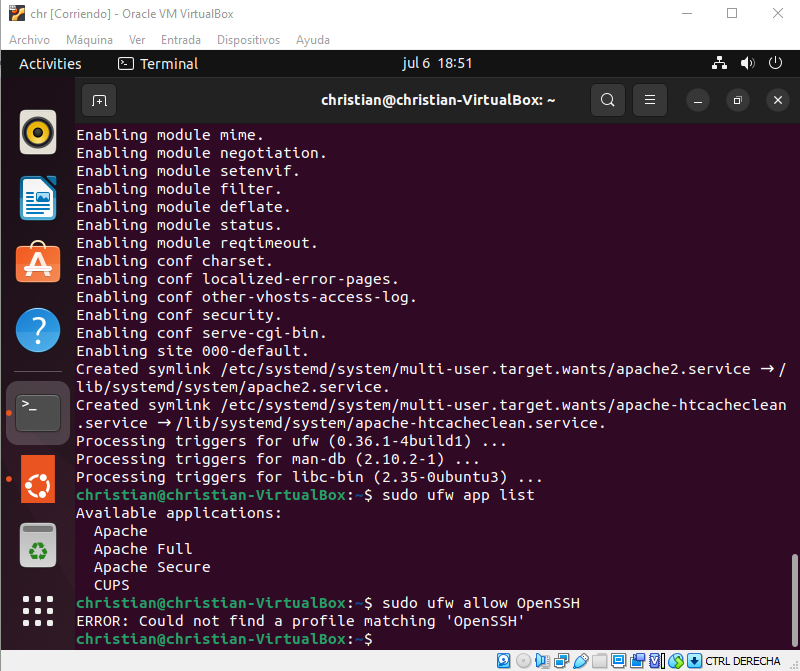 chr [Corriendo] - Oracle VM VirtualBox
Archivo Máquina Ver Entrada Dispositivos Ayuda
Activities Terminal jul 6 18:51
christian@christian-VirtualBox: ~
Enabling module mime.
Enabling module negotiation.
Enabling module setenvif.
Enabling module filter.
Enabling module deflate.
Enabling module status.
Enabling module reqtimeout.
Enabling conf charset.
Enabling conf localized-error-pages.
Enabling conf other-vhosts-access-log.
Enabling conf security.
Enabling conf serve-cgi-bin.
Enabling site 000-default.
Created symlink /etc/systemd/system/multi-user.target.wants/apache2.service → /
lib/systemd/system/apache2.service.
Created symlink /etc/systemd/system/multi-user.target.wants/apache-htcacheclean
.service → /lib/systemd/system/apache-htcacheclean.service.
Processing triggers for ufw (0.36.1-4build1) ...
Processing triggers for man-db (2.10.2-1) ...
Processing triggers for libc-bin (2.35-0ubuntu3) ...
christian@christian-VirtualBox:~$ sudo ufw app list
Available applications:
  Apache
  Apache Full
  Apache Secure
  CUPS
christian@christian-VirtualBox:~$ sudo ufw allow OpenSSH
ERROR: Could not find a profile matching 'OpenSSH'
christian@christian-VirtualBox:~$
CTRL DERECHA